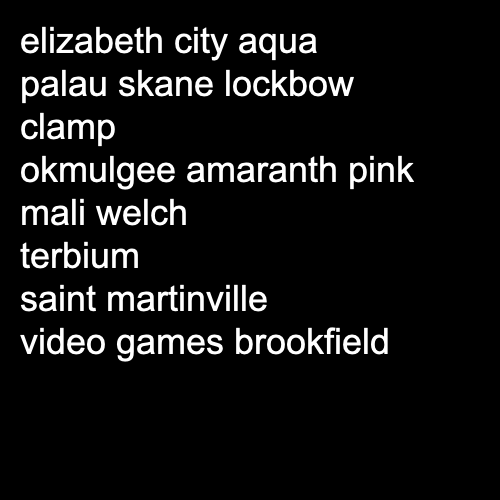 elizabeth city aqua
palau skane lockbow
clamp
okmulgee amaranth pink
mali welch
terbium
saint martinville
video games brookfield